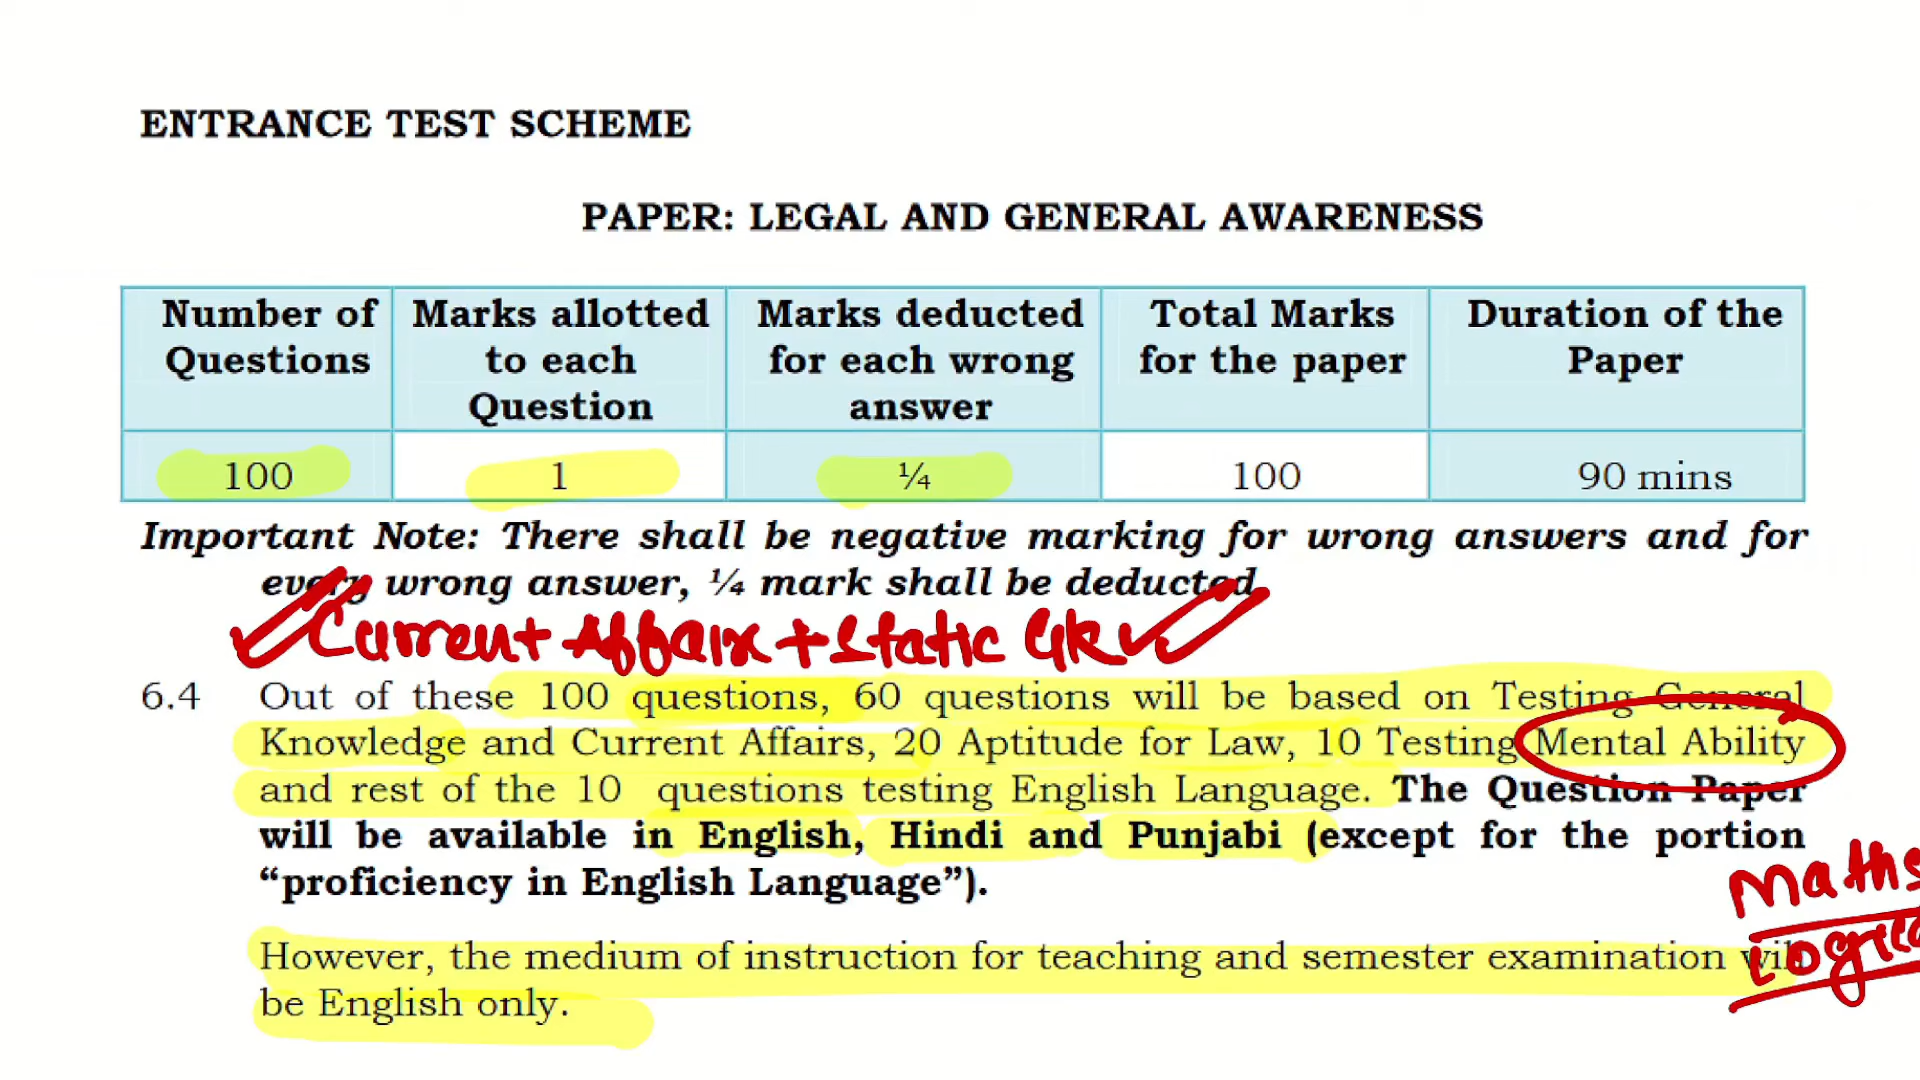 ENTRANCE TEST SCHEME
PAPER: LEGAL AND GENERAL AWARENESS
Number of Questions
Marks allotted to each Question
Marks deducted for each wrong answer
Total Marks for the paper
Duration of the Paper
100
1
¼
100
90 mins
Important Note: There shall be negative marking for wrong answers and for
every wrong answer, ¼ mark shall be deducted
Current Affair + Static GK
6.4 Out of these 100 questions, 60 questions will be based on Testing General
Knowledge and Current Affairs, 20 Aptitude for Law, 10 Testing Mental Ability
and rest of the 10 questions testing English Language. The Question Paper
will be available in English, Hindi and Punjabi (except for the portion
“proficiency in English Language”).
Maths
However, the medium of instruction for teaching and semester examination will
be English only.